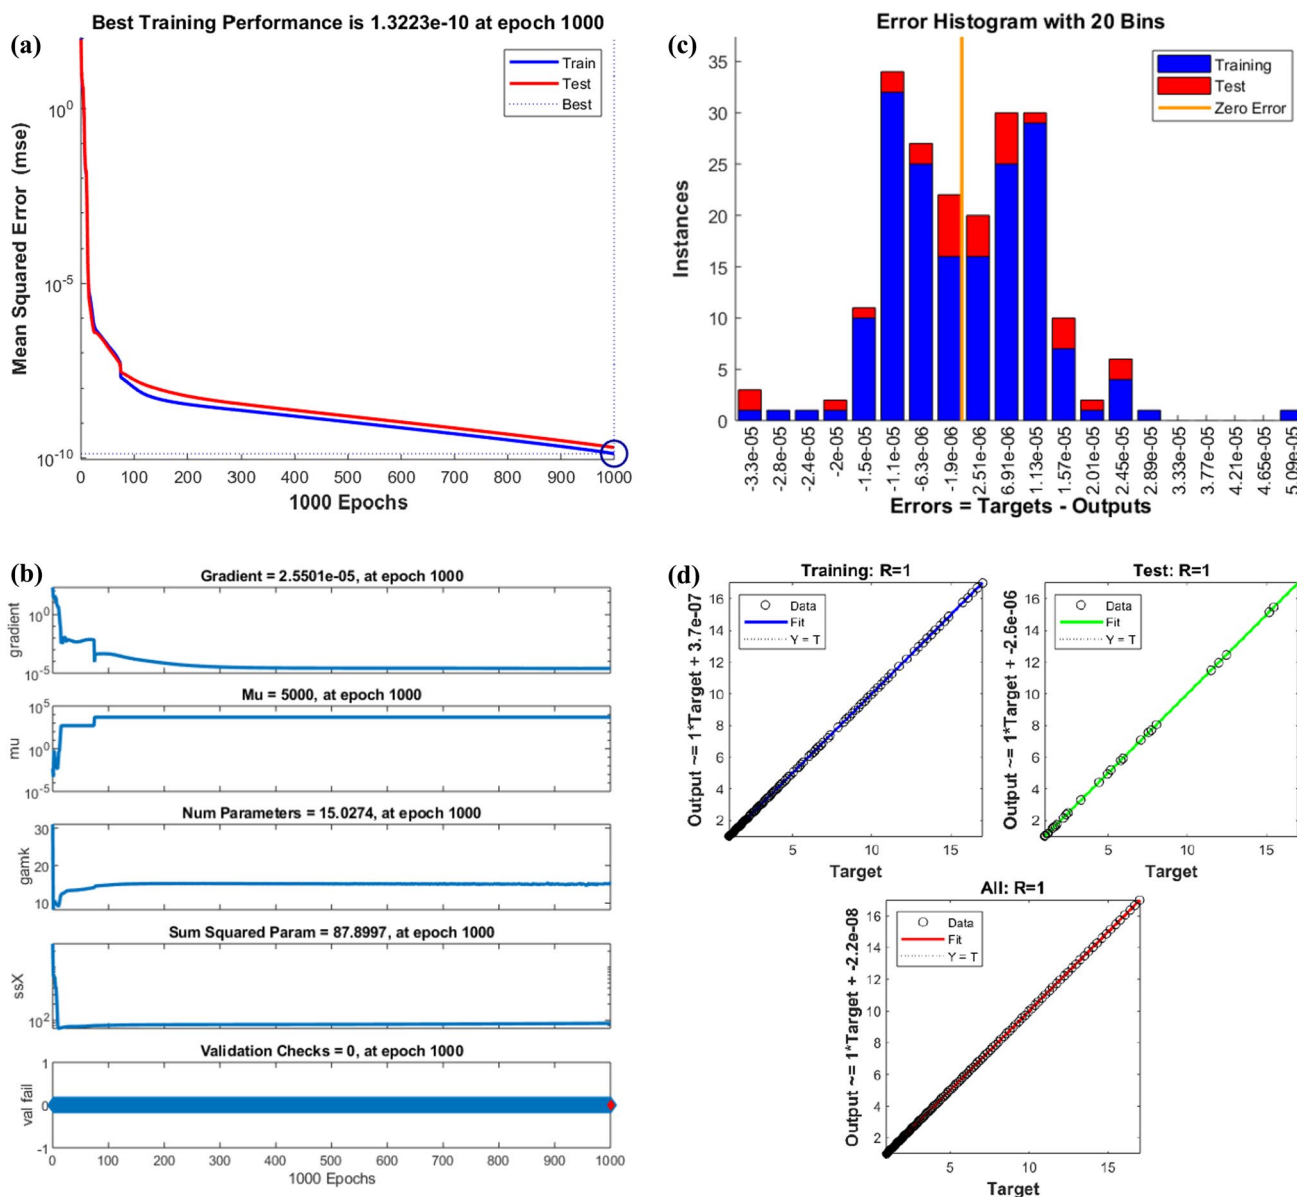 (a)
Best Training Performance is 1.3223e-10 at epoch 1000
Mean Squared Error (mse)
10^0
10^-5
10^-10
Train
Test
Best
0 100 200 300 400 500 600 700 800 900 1000
1000 Epochs
(c)
Error Histogram with 20 Bins
Instances
35
30
25
20
15
10
5
0
Training
Test
Zero Error
-3.3e-05
-2.8e-05
-2.4e-05
-2e-05
-1.5e-05
-1.1e-05
-6.3e-06
-1.9e-06
2.51e-06
6.91e-06
1.13e-05
1.57e-05
2.01e-05
2.45e-05
2.89e-05
3.33e-05
3.77e-05
4.21e-05
4.65e-05
5.09e-05
Errors = Targets - Outputs
(b)
Gradient = 2.5501e-05, at epoch 1000
gradient
10^0
10^-5
Mu = 5000, at epoch 1000
mu
10^5
10^0
10^-5
Num Parameters = 15.0274, at epoch 1000
gamk
30
20
10
Sum Squared Param = 87.8997, at epoch 1000
ssX
10^2
Validation Checks = 0, at epoch 1000
val fail
1
0
-1
0 100 200 300 400 500 600 700 800 900 1000
1000 Epochs
(d)
Training: R=1
Output ~= 1*Target + 3.7e-07
16
14
12
10
8
6
4
2
Data
Fit
Y = T
5 10 15
Target
Test: R=1
Output ~= 1*Target + -2.6e-06
16
14
12
10
8
6
4
2
Data
Fit
Y = T
5 10 15
Target
All: R=1
Output ~= 1*Target + -2.2e-08
16
14
12
10
8
6
4
2
Data
Fit
Y = T
5 10 15
Target